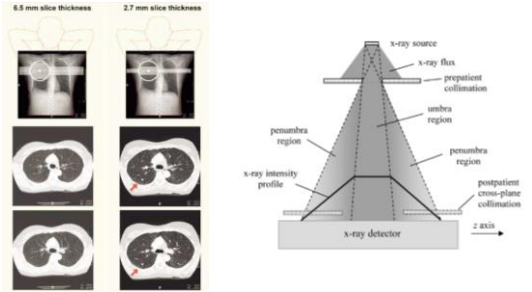 6.5 mm slice thickness
2.7 mm slice thickness
x-ray source
x-ray flux
prepatient
collimation
umbra
region
penumbra
region
penumbra
region
x-ray intensity
profile
postpatient
cross-plane
collimation
x-ray detector
z axis